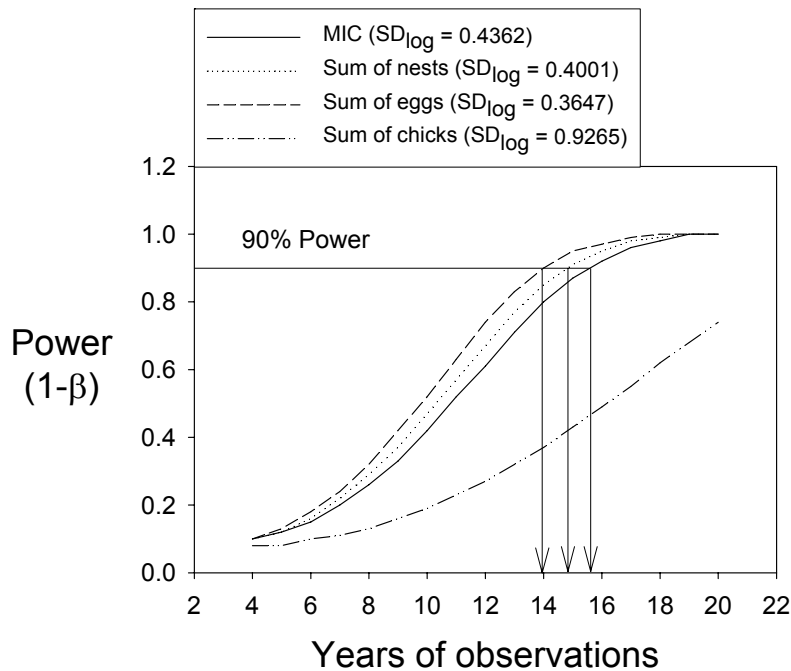 MIC (SDlog = 0.4362)
Sum of nests (SDlog = 0.4001)
Sum of eggs (SDlog = 0.3647)
Sum of chicks (SDlog = 0.9265)
1.2
1.0
0.8
0.6
0.4
0.2
0.0
90% Power
Power
(1-β)
2 4 6 8 10 12 14 16 18 20 22
Years of observations